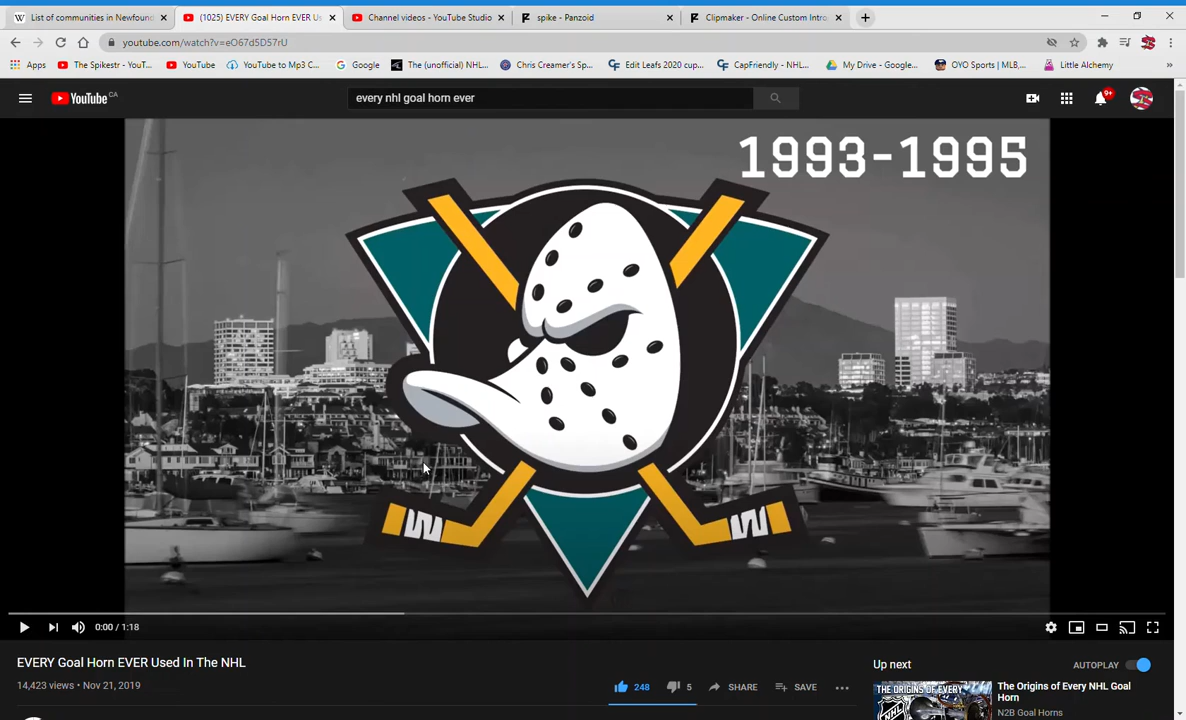 List of communities in Newfound
(1025) EVERY Goal Horn EVER Us
Channel videos - YouTube Studio
spike - Panzoid
Clipmaker - Online Custom Intro
youtube.com/watch?v=eO67d5D57rU
Apps
The Spikestr - YouT...
YouTube
YouTube to Mp3 C...
Google
The (unofficial) NHL...
Chris Creamer's Sp...
Edit Leafs 2020 cup...
CapFriendly - NHL...
My Drive - Google...
OYO Sports | MLB,...
Little Alchemy
YouTube CA
every nhl goal horn ever
9+
1993-1995
0:00 / 1:18
EVERY Goal Horn EVER Used In The NHL
14,423 views • Nov 21, 2019
248
5
SHARE
SAVE
Up next
AUTOPLAY
THE ORIGINS OF EVERY
NHL
The Origins of Every NHL Goal
Horn
N2B Goal Horns